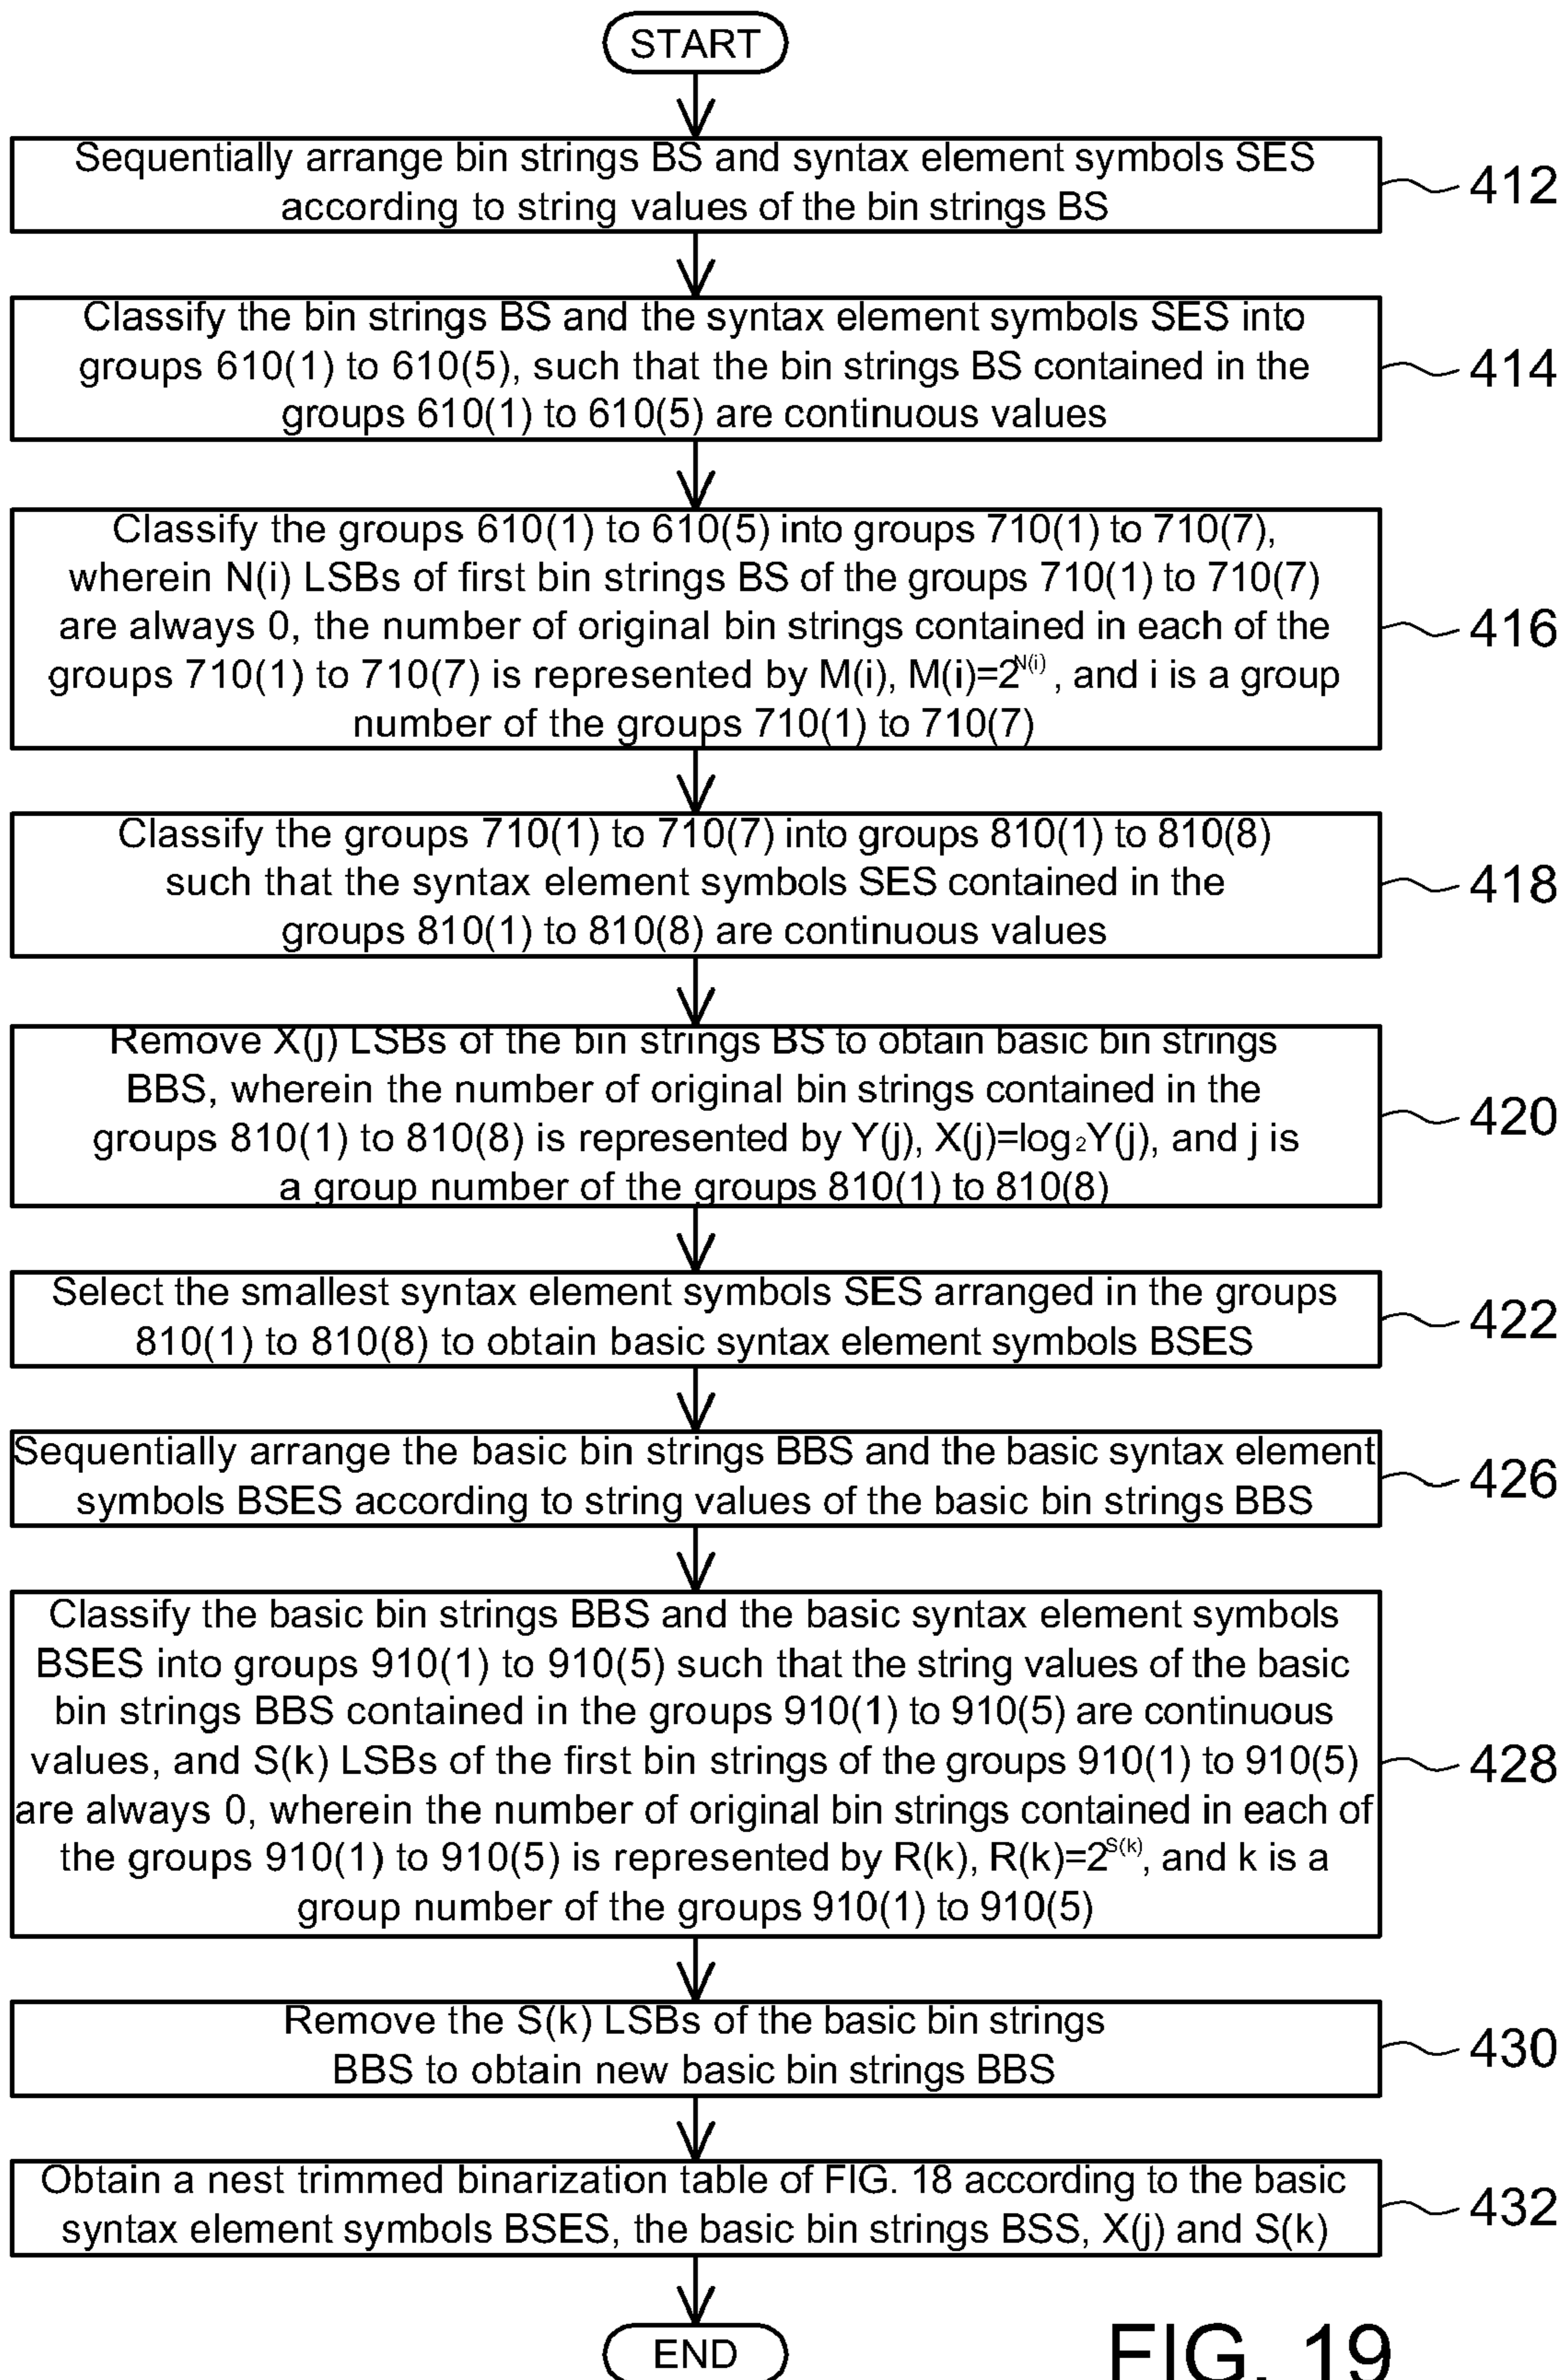 START
Sequentially arrange bin strings BS and syntax element symbols SES
according to string values of the bin strings BS
412
Classify the bin strings BS and the syntax element symbols SES into
groups 610(1) to 610(5), such that the bin strings BS contained in the
groups 610(1) to 610(5) are continuous values
414
Classify the groups 610(1) to 610(5) into groups 710(1) to 710(7),
wherein N(i) LSBs of first bin strings BS of the groups 710(1) to 710(7)
are always 0, the number of original bin strings contained in each of the
groups 710(1) to 710(7) is represented by M(i), M(i)=2^N(i), and i is a group
number of the groups 710(1) to 710(7)
416
Classify the groups 710(1) to 710(7) into groups 810(1) to 810(8)
such that the syntax element symbols SES contained in the
groups 810(1) to 810(8) are continuous values
418
Remove X(j) LSBs of the bin strings BS to obtain basic bin strings
BBS, wherein the number of original bin strings contained in the
groups 810(1) to 810(8) is represented by Y(j), X(j)=log₂Y(j), and j is
a group number of the groups 810(1) to 810(8)
420
Select the smallest syntax element symbols SES arranged in the groups
810(1) to 810(8) to obtain basic syntax element symbols BSES
422
Sequentially arrange the basic bin strings BBS and the basic syntax element
symbols BSES according to string values of the basic bin strings BBS
426
Classify the basic bin strings BBS and the basic syntax element symbols
BSES into groups 910(1) to 910(5) such that the string values of the basic
bin strings BBS contained in the groups 910(1) to 910(5) are continuous
values, and S(k) LSBs of the first bin strings of the groups 910(1) to 910(5)
are always 0, wherein the number of original bin strings contained in each of
the groups 910(1) to 910(5) is represented by R(k), R(k)=2^S(k), and k is a
group number of the groups 910(1) to 910(5)
428
Remove the S(k) LSBs of the basic bin strings
BBS to obtain new basic bin strings BBS
430
Obtain a nest trimmed binarization table of FIG. 18 according to the basic
syntax element symbols BSES, the basic bin strings BSS, X(j) and S(k)
432
END
FIG. 19